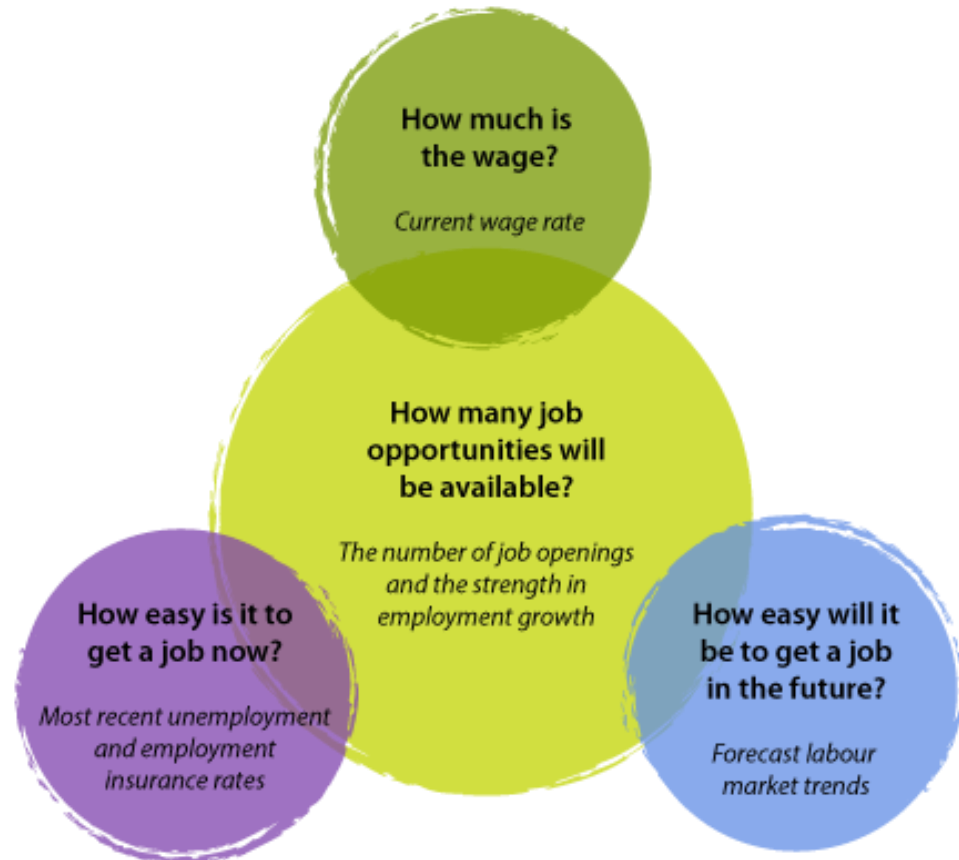 How much is
the wage?
Current wage rate
How many job
opportunities will
be available?
The number of job openings
and the strength in
employment growth
How easy is it to
get a job now?
Most recent unemployment
and employment
insurance rates
How easy will it
be to get a job
in the future?
Forecast labour
market trends